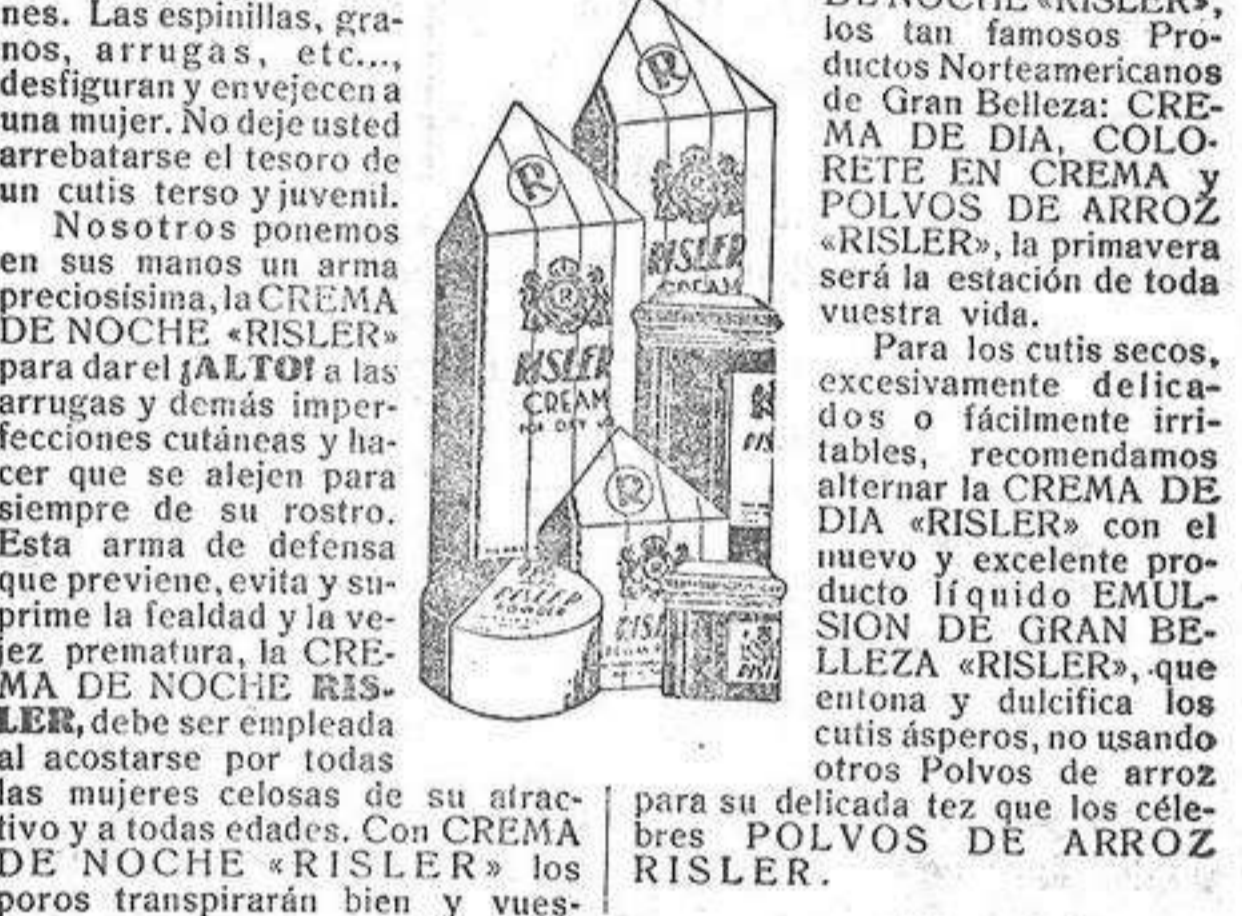 nes. Las espinillas, gra-
nos, arrugas, etc...,
desfiguran y envejecen a
una mujer. No deje usted
arrebatarse el tesoro de
un cutis terso y juvenil.
Nosotros ponemos
en sus manos un arma
preciosísima, la CREMA
DE NOCHE «RISLER»
para dar el ¡ALTO! a las
arrugas y demás imper-
fecciones cutáneas y ha-
cer que se alejen para
siempre de su rostro.
Esta arma de defensa
que previene, evita y su-
prime la fealdad y la ve-
jez prematura, la CRE-
MA DE NOCHE RIS-
LER, debe ser empleada
al acostarse por todas
las mujeres celosas de su atrac-
tivo y a todas edades. Con CREMA
DE NOCHE «RISLER» los
poros transpirarán bien y vues-
R
RISLER
CREAM
R
R
RISLER
CREAM
FOR DRY
R
RISLER
POWDER
DE NOCHE «RISLER»,
los tan famosos Pro-
ductos Norteamericanos
de Gran Belleza: CRE-
MA DE DIA, COLO-
RETE EN CREMA y
POLVOS DE ARROZ
«RISLER», la primavera
será la estación de toda
vuestra vida.
Para los cutis secos,
excesivamente delica-
dos o fácilmente irri-
tables, recomendamos
alternar la CREMA DE
DIA «RISLER» con el
nuevo y excelente pro-
ducto líquido EMUL-
SION DE GRAN BE-
LLEZA «RISLER», que
entona y dulcifica los
cutis ásperos, no usando
otros Polvos de arroz
para su delicada tez que los céle-
bres POLVOS DE ARROZ
RISLER.